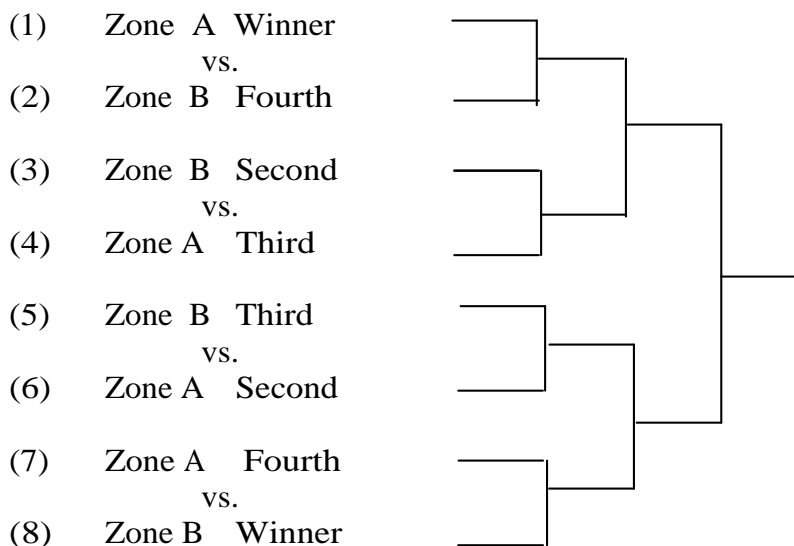 (1) Zone A Winner
vs.
(2) Zone B Fourth
(3) Zone B Second
vs.
(4) Zone A Third
(5) Zone B Third
vs.
(6) Zone A Second
(7) Zone A Fourth
vs.
(8) Zone B Winner